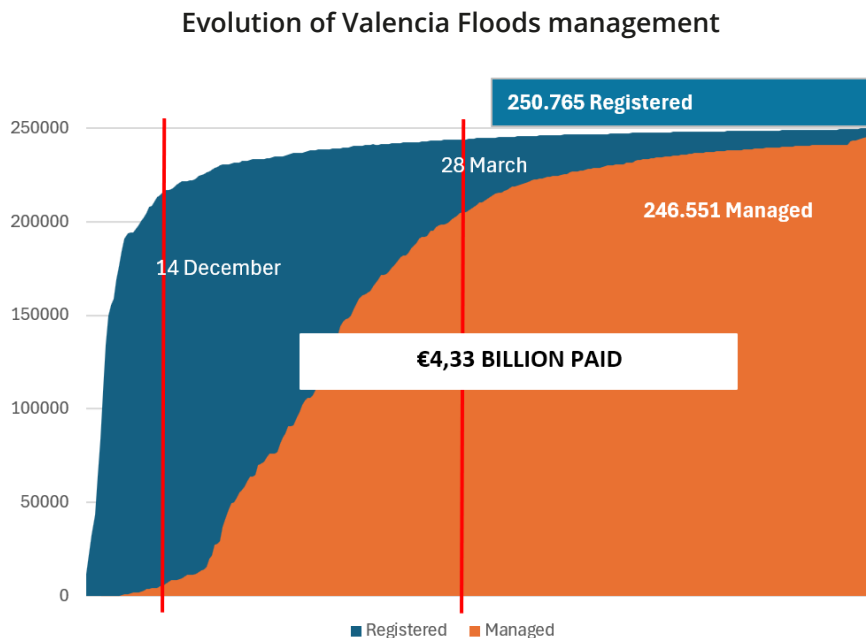 Evolution of Valencia Floods management
250.765 Registered
250000
28 March
200000
246.551 Managed
14 December
150000
€4,33 BILLION PAID
100000
50000
0
Registered Managed